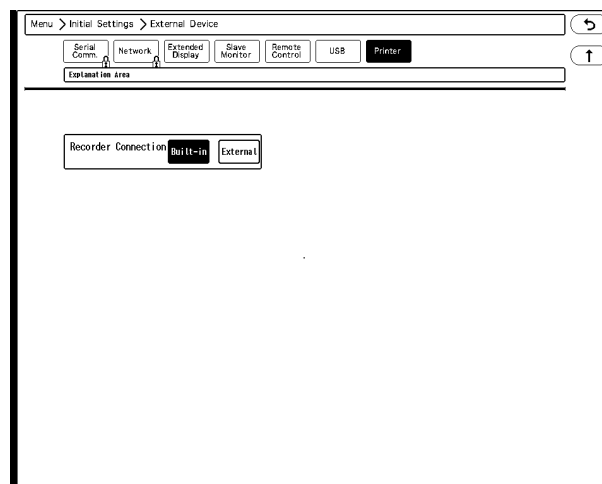 Menu > Initial Settings > External Device
Serial Comm.
Network
Extended Display
Slave Monitor
Remote Control
USB
Printer
Explanation Area
Recorder Connection Built-in External